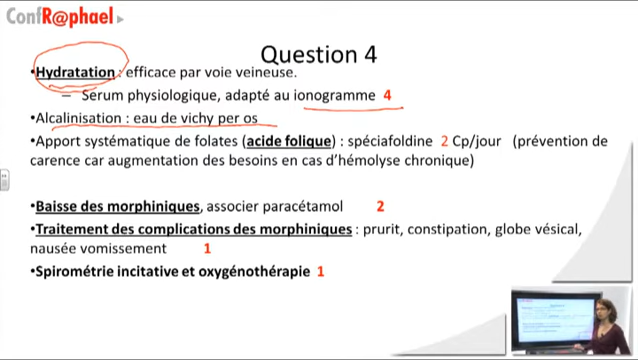 ConfR@phael
Question 4
•Hydratation : efficace par voie veineuse.
– Serum physiologique, adapté au ionogramme 4
•Alcalinisation : eau de vichy per os
•Apport systématique de folates (acide folique) : spéciafoldine 2 Cp/jour (prévention de
carence car augmentation des besoins en cas d'hémolyse chronique)
•Baisse des morphiniques, associer paracétamol 2
•Traitement des complications des morphiniques : prurit, constipation, globe vésical,
nausée vomissement 1
•Spirométrie incitative et oxygénothérapie 1